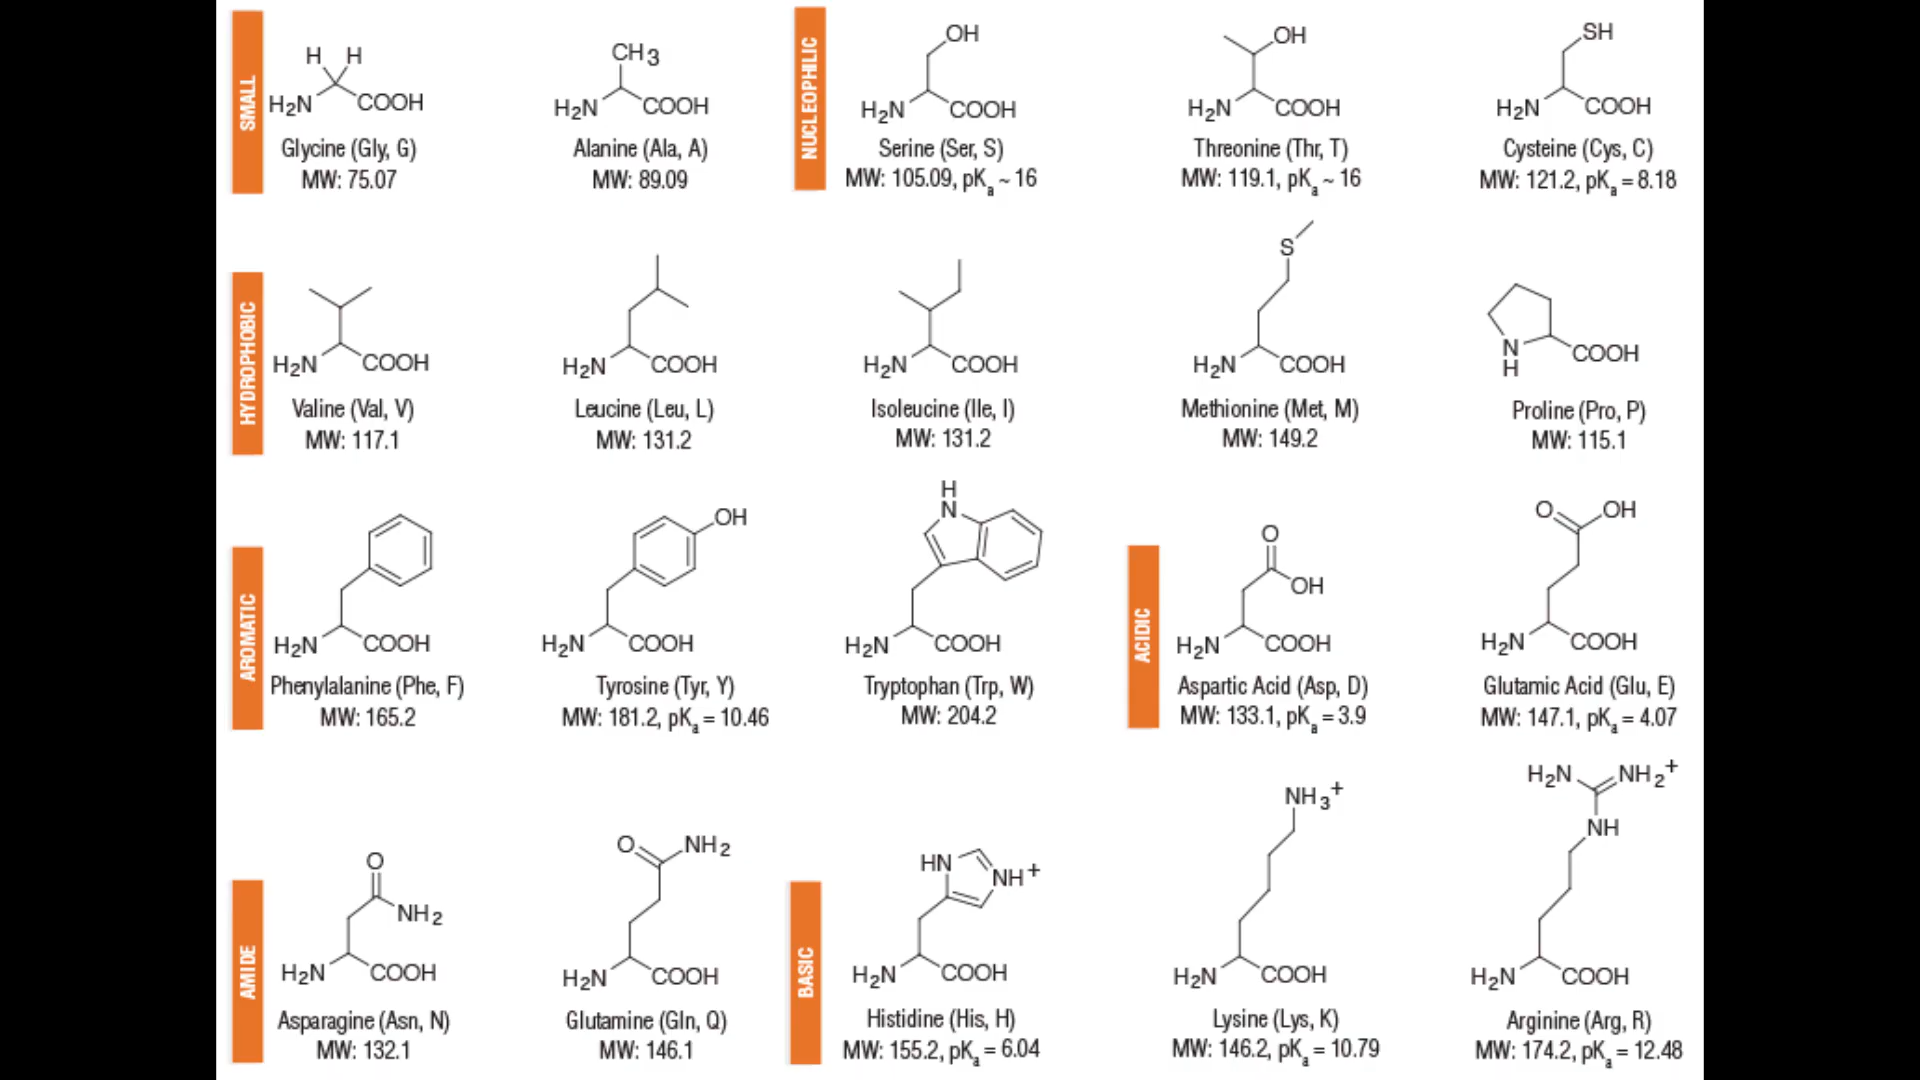 SMALL
H H
H₂N COOH
Glycine (Gly, G)
MW: 75.07
CH₃
H₂N COOH
Alanine (Ala, A)
MW: 89.09
NUCLEOPHILIC
OH
H₂N COOH
Serine (Ser, S)
MW: 105.09, pKₐ ~ 16
OH
H₂N COOH
Threonine (Thr, T)
MW: 119.1, pKₐ ~ 16
SH
H₂N COOH
Cysteine (Cys, C)
MW: 121.2, pKₐ = 8.18
HYDROPHOBIC
H₂N COOH
Valine (Val, V)
MW: 117.1
H₂N COOH
Leucine (Leu, L)
MW: 131.2
H₂N COOH
Isoleucine (Ile, I)
MW: 131.2
S
H₂N COOH
Methionine (Met, M)
MW: 149.2
N COOH
H
Proline (Pro, P)
MW: 115.1
AROMATIC
H₂N COOH
Phenylalanine (Phe, F)
MW: 165.2
OH
H₂N COOH
Tyrosine (Tyr, Y)
MW: 181.2, pKₐ = 10.46
H
N
H₂N COOH
Tryptophan (Trp, W)
MW: 204.2
ACIDIC
O
OH
H₂N COOH
Aspartic Acid (Asp, D)
MW: 133.1, pKₐ = 3.9
O OH
H₂N COOH
Glutamic Acid (Glu, E)
MW: 147.1, pKₐ = 4.07
AMIDE
O
NH₂
H₂N COOH
Asparagine (Asn, N)
MW: 132.1
O NH₂
H₂N COOH
Glutamine (Gln, Q)
MW: 146.1
BASIC
HN NH⁺
H₂N COOH
Histidine (His, H)
MW: 155.2, pKₐ = 6.04
NH₃⁺
H₂N COOH
Lysine (Lys, K)
MW: 146.2, pKₐ = 10.79
H₂N NH₂⁺
NH
H₂N COOH
Arginine (Arg, R)
MW: 174.2, pKₐ = 12.48